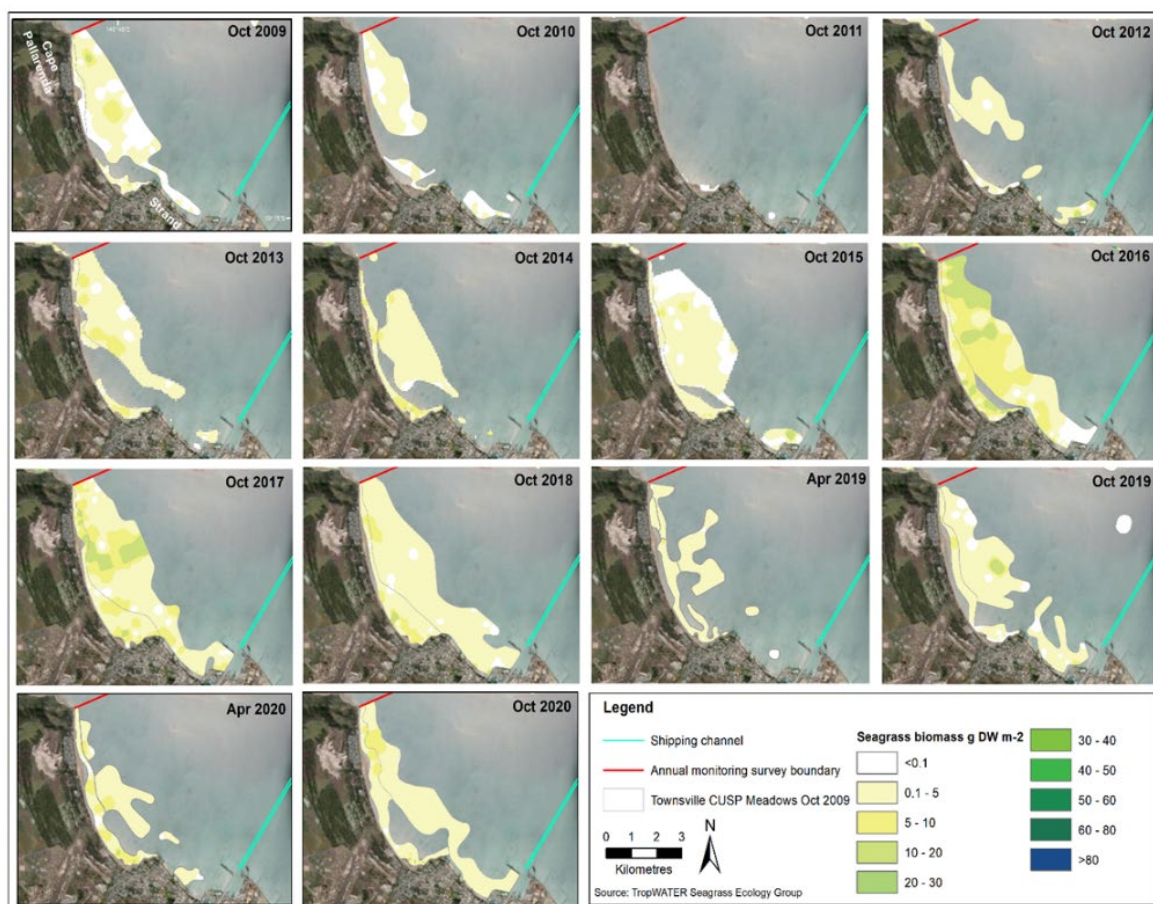 Oct 2009
Cape
Pallarenda
Strand
Oct 2010
Oct 2011
Oct 2012
Oct 2013
Oct 2014
Oct 2015
Oct 2016
Oct 2017
Oct 2018
Apr 2019
Oct 2019
Apr 2020
Oct 2020
Legend
Shipping channel
Annual monitoring survey boundary
Townsville CUSP Meadows Oct 2009
0 1 2 3
Kilometres
N
Source: TropWATER Seagrass Ecology Group
Seagrass biomass g DW m-2
<0.1
0.1 - 5
5 - 10
10 - 20
20 - 30
30 - 40
40 - 50
50 - 60
60 - 80
>80